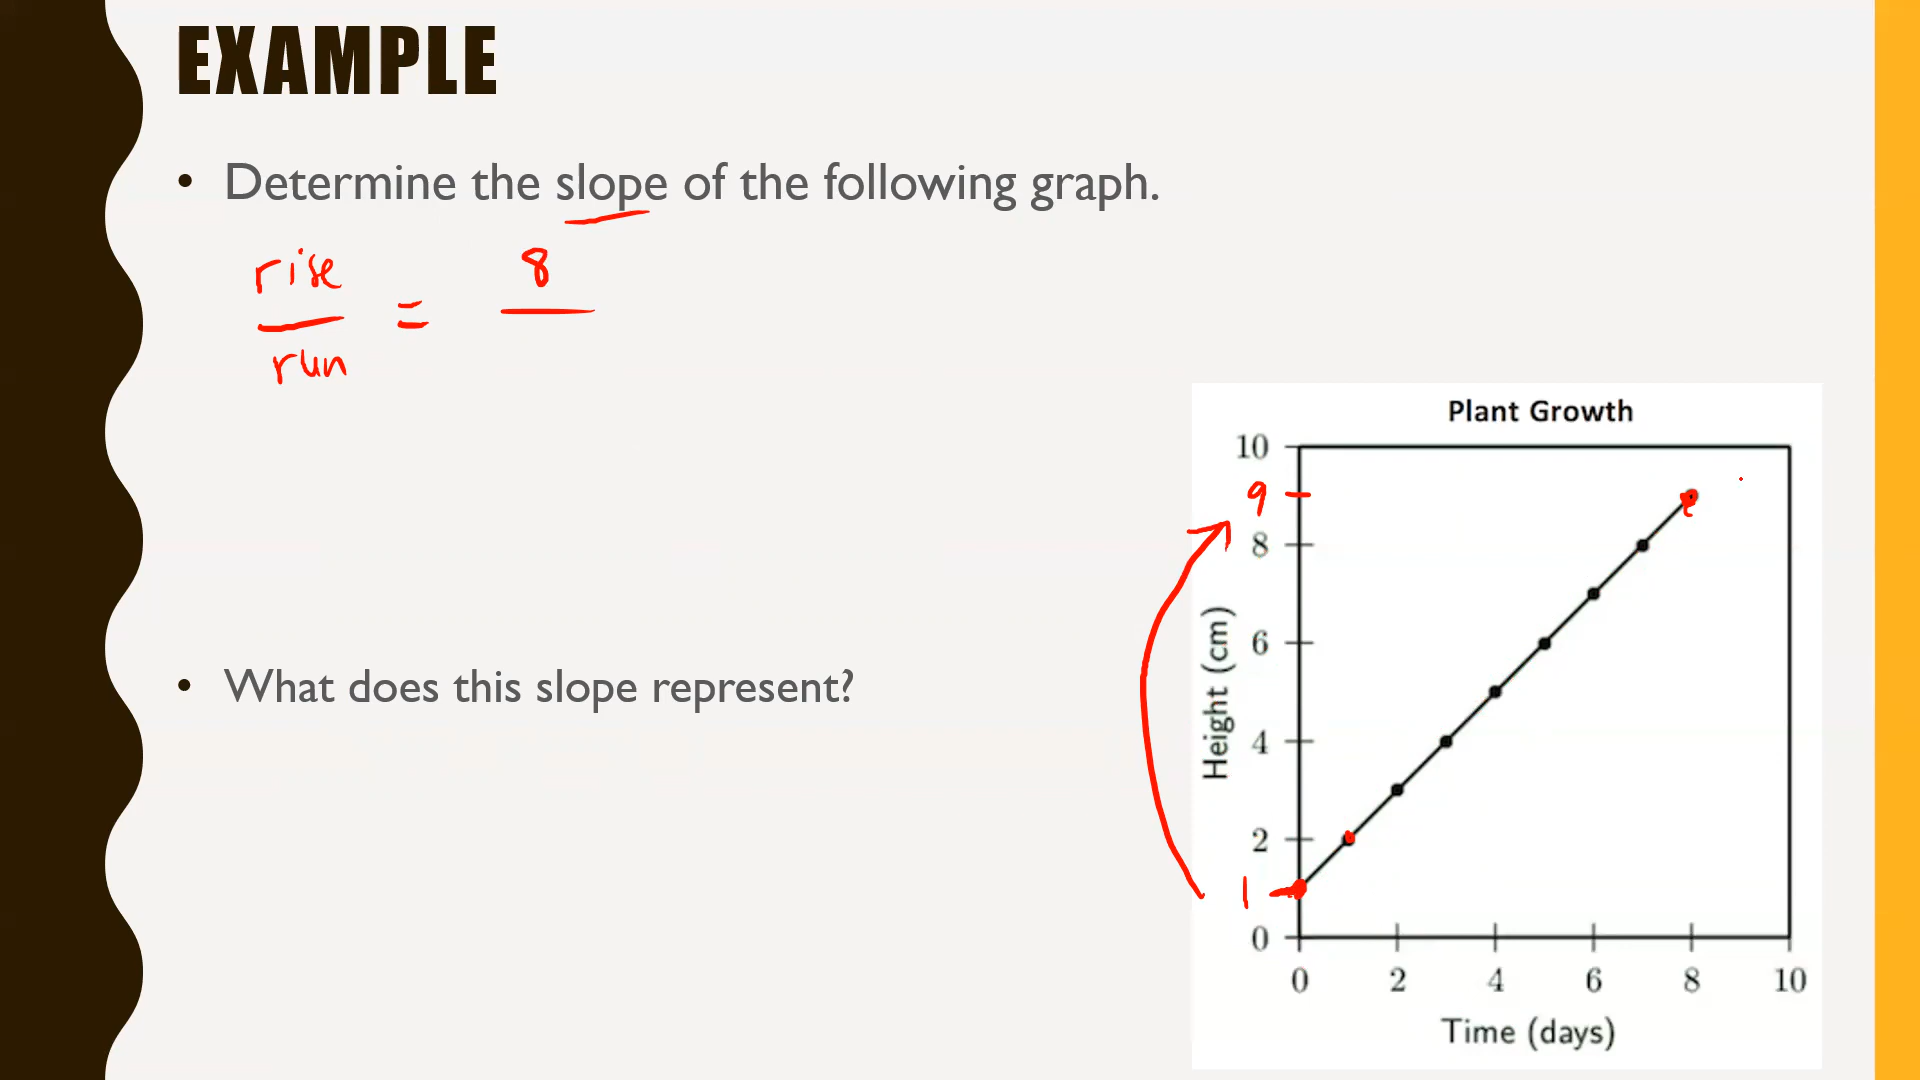 EXAMPLE
• Determine the slope of the following graph.
rise
run
=
8
• What does this slope represent?
Plant Growth
10
9
8
6
4
2
1
0
Height (cm)
0 2 4 6 8 10
Time (days)